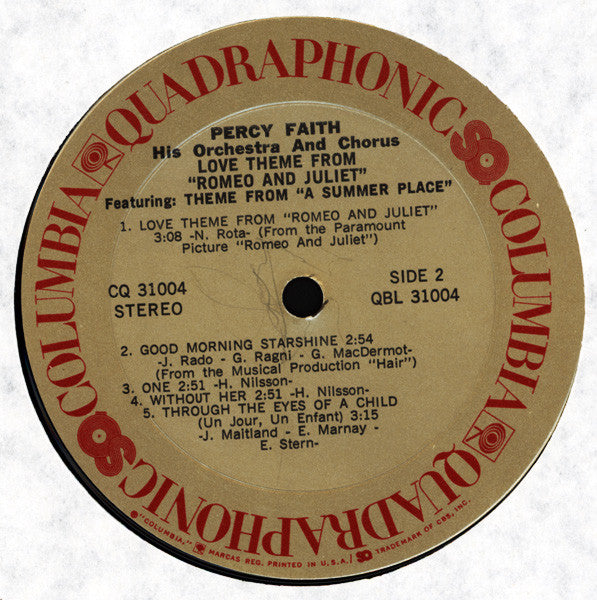 QUADRAPHONIC
SQ
COLUMBIA
QUADRAPHONIC
SQ
COLUMBIA
PERCY FAITH
His Orchestra And Chorus
LOVE THEME FROM
"ROMEO AND JULIET"
Featuring: THEME FROM "A SUMMER PLACE"
1. LOVE THEME FROM "ROMEO AND JULIET"
3:08 -N. Rota- (From the Paramount
Picture "Romeo And Juliet")
CQ 31004
STEREO
SIDE 2
QBL 31004
2. GOOD MORNING STARSHINE 2:54
-J. Rado - G. Ragni - G. MacDermot-
(From the Musical Production "Hair")
3. ONE 2:51 -H. Nilsson-
4. WITHOUT HER 2:51 -H. Nilsson-
5. THROUGH THE EYES OF A CHILD
(Un Jour, Un Enfant) 3:15
-J. Maitland - E. Marnay -
E. Stern-
"COLUMBIA," MARCAS REG. PRINTED IN U.S.A./ SQ TRADEMARK OF CBS, INC.